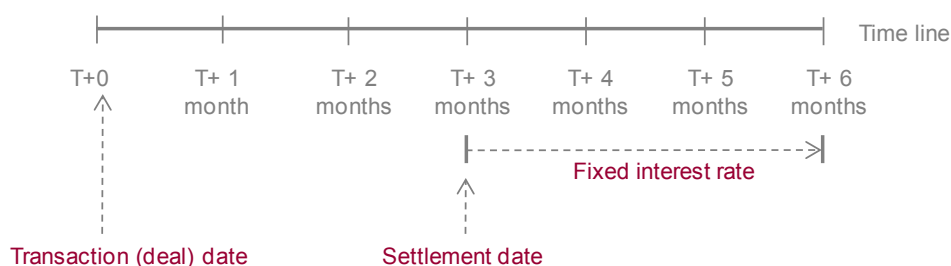 Time line
T+0 T+ 1 T+ 2 T+ 3 T+ 4 T+ 5 T+ 6
month months months months months months
Fixed interest rate
Transaction (deal) date Settlement date